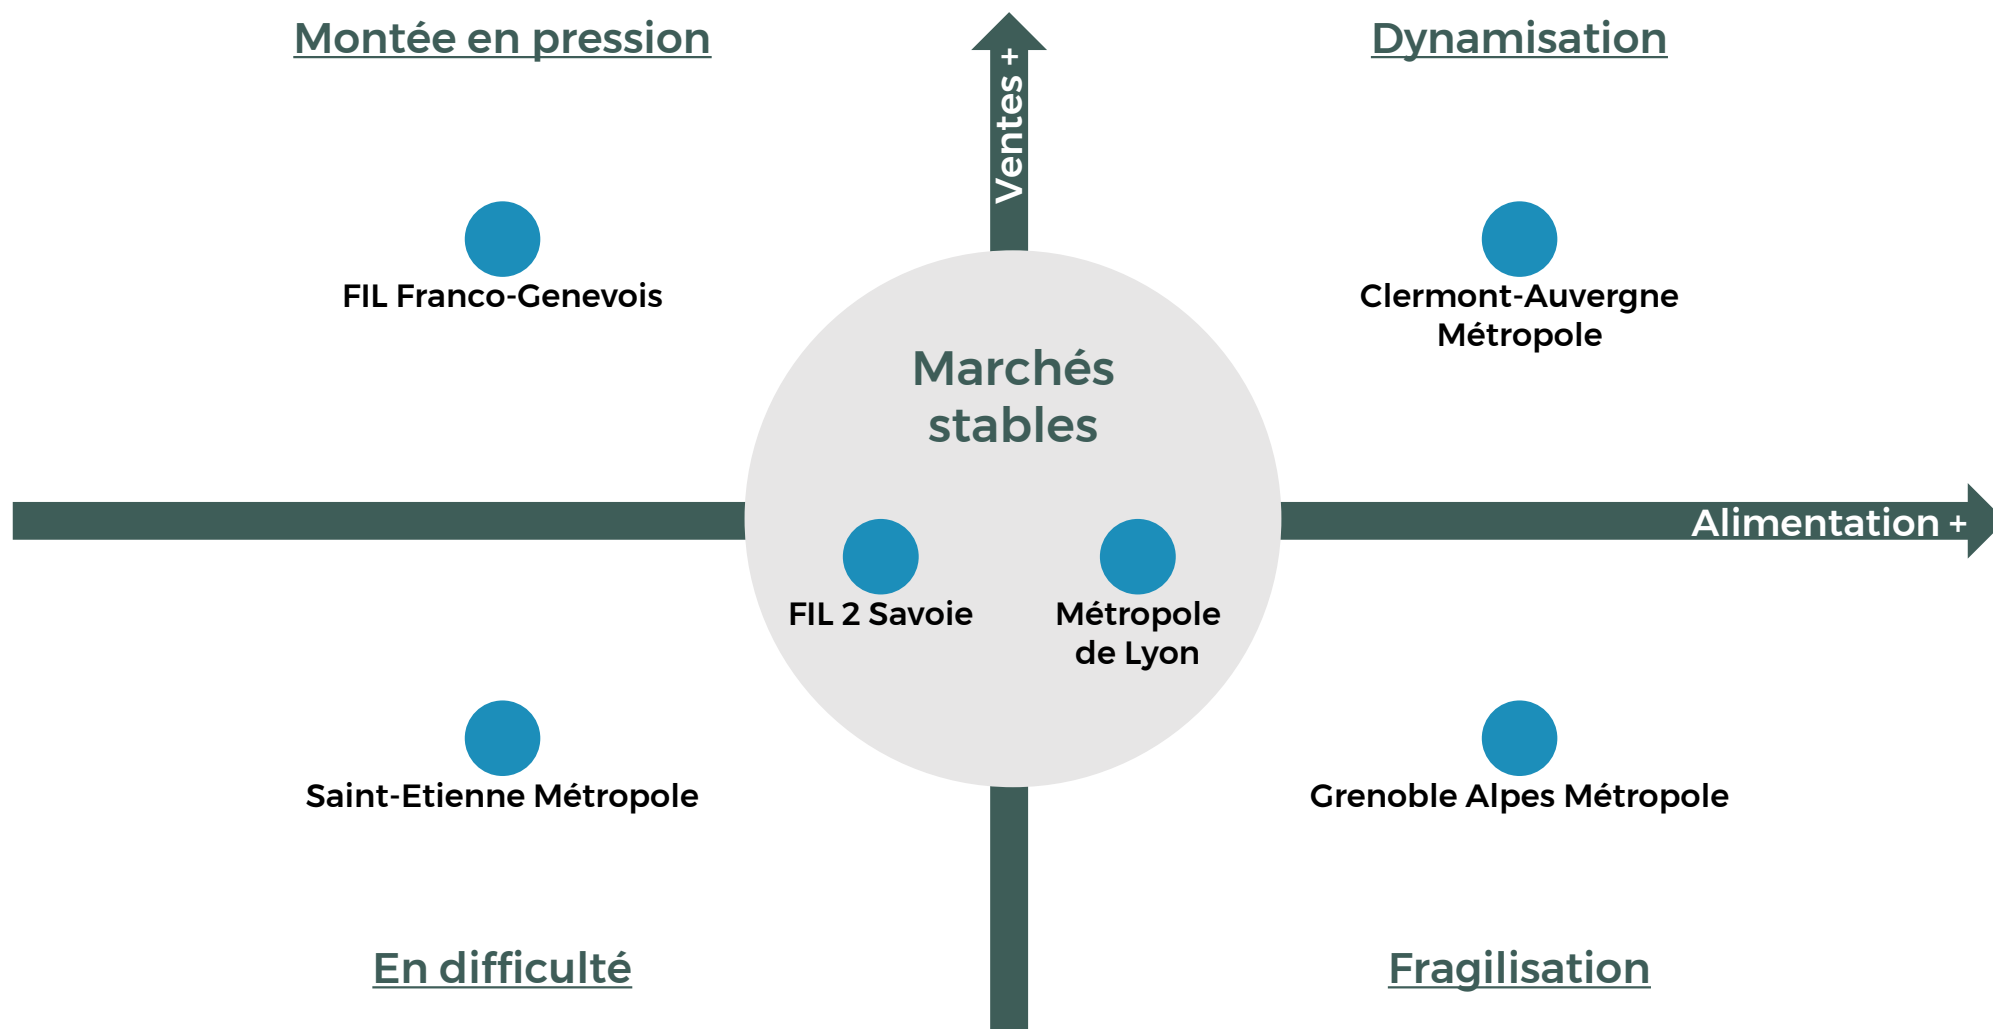 Montée en pression
Dynamisation
Ventes +
FIL Franco-Genevois
Clermont-Auvergne
Métropole
Marchés
stables
Alimentation +
FIL 2 Savoie
Métropole
de Lyon
Saint-Etienne Métropole
Grenoble Alpes Métropole
En difficulté
Fragilisation